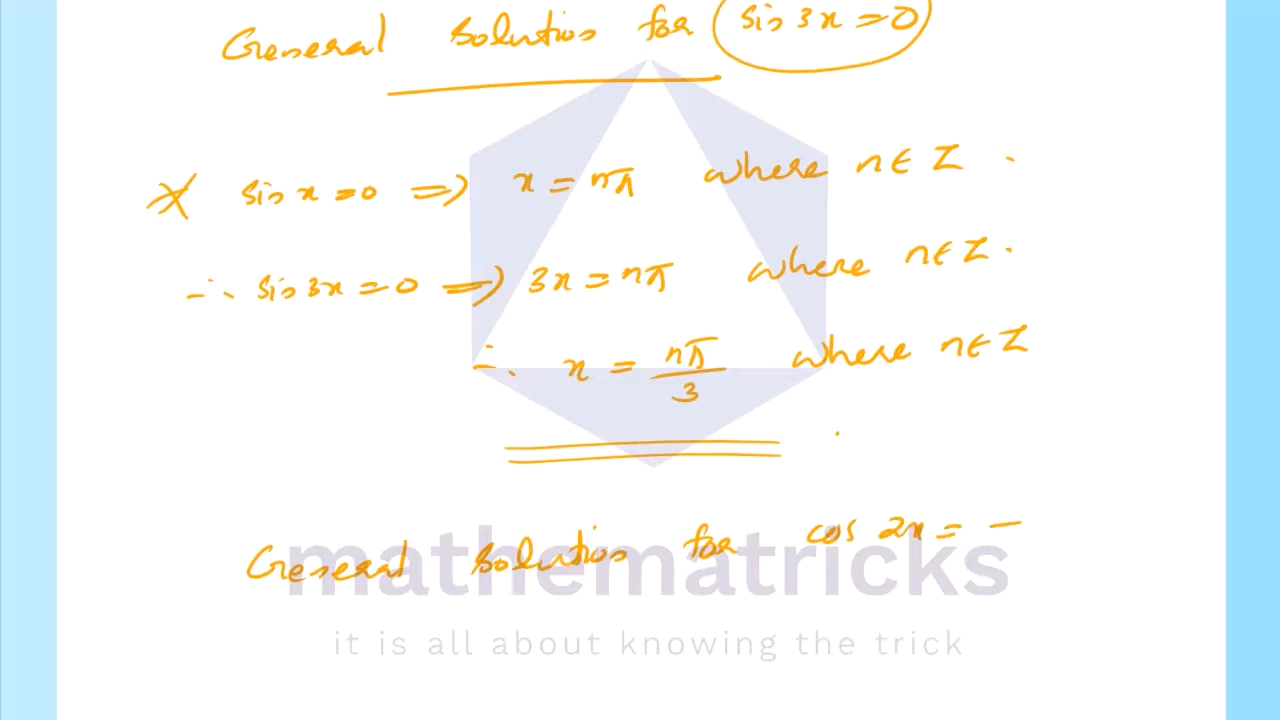 General Solution for sin 3x = 0
* sin x = 0 ⇒ x = nπ where n ∈ Z .
∴ sin 3x = 0 ⇒ 3x = nπ where n ∈ Z .
∴ x = nπ/3 where n ∈ Z
General Solution for cos 2x = −
mathematricks
it is all about knowing the trick